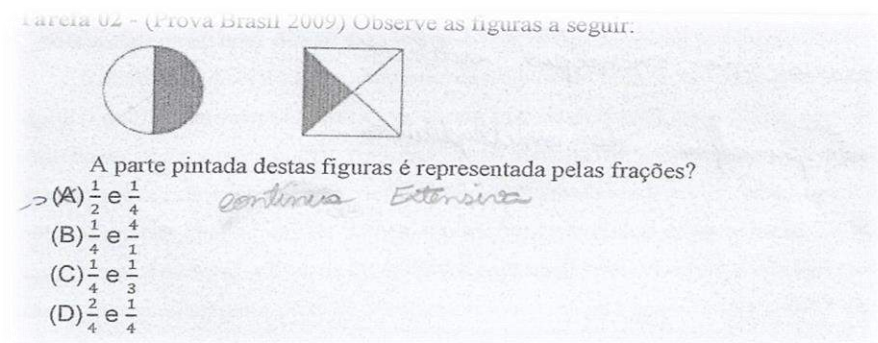 Tarefa 02 - (Prova Brasil 2009) Observe as figuras a seguir:
A parte pintada destas figuras é representada pelas frações?
(A) 1/2 e 1/4 contínua Extensiva
(B) 1/4 e 4/1
(C) 1/4 e 1/3
(D) 2/4 e 1/4